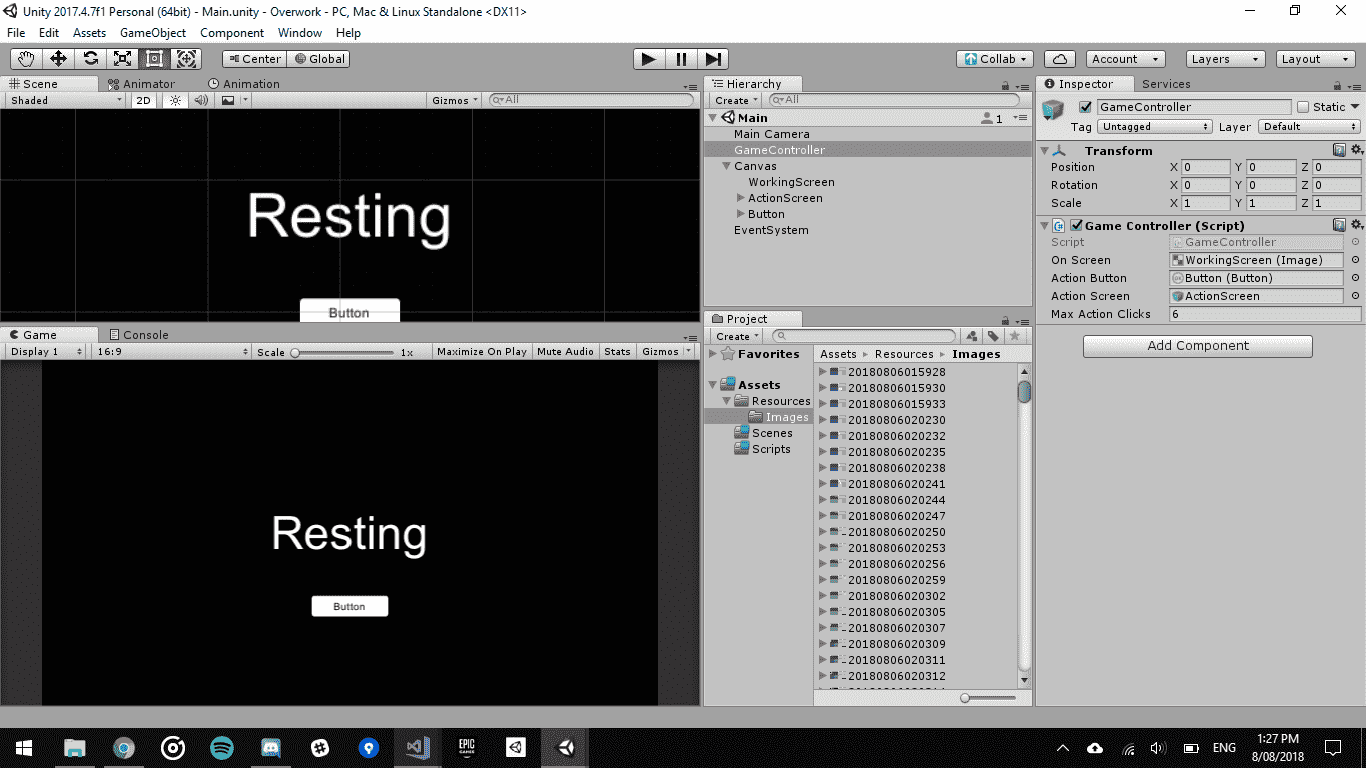 Unity 2017.4.7f1 Personal (64bit) - Main.unity - Overwork - PC, Mac & Linux Standalone <DX11>
File Edit Assets GameObject Component Window Help
Center Global
Collab Account Layers Layout
Scene Animator Animation
Shaded 2D Gizmos All
Resting
Button
Game Console
Display 1 16:9 Scale 1x Maximize On Play Mute Audio Stats Gizmos
Resting
Button
Hierarchy
Create All
Main 1
Main Camera
GameController
Canvas
WorkingScreen
ActionScreen
Button
EventSystem
Project
Create
Favorites
Assets
Resources
Images
Scenes
Scripts
Assets Resources Images
20180806015928
20180806015930
20180806015933
20180806020230
20180806020232
20180806020235
20180806020238
20180806020241
20180806020244
20180806020247
20180806020250
20180806020253
20180806020256
20180806020259
20180806020302
20180806020305
20180806020307
20180806020309
20180806020311
20180806020312
Inspector Services
GameController Static
Tag Untagged Layer Default
Transform
Position X 0 Y 0 Z 0
Rotation X 0 Y 0 Z 0
Scale X 1 Y 1 Z 1
Game Controller (Script)
Script GameController
On Screen WorkingScreen (Image)
Action Button Button (Button)
Action Screen ActionScreen
Max Action Clicks 6
Add Component
EPIC
GAMES
ENG
1:27 PM
8/08/2018